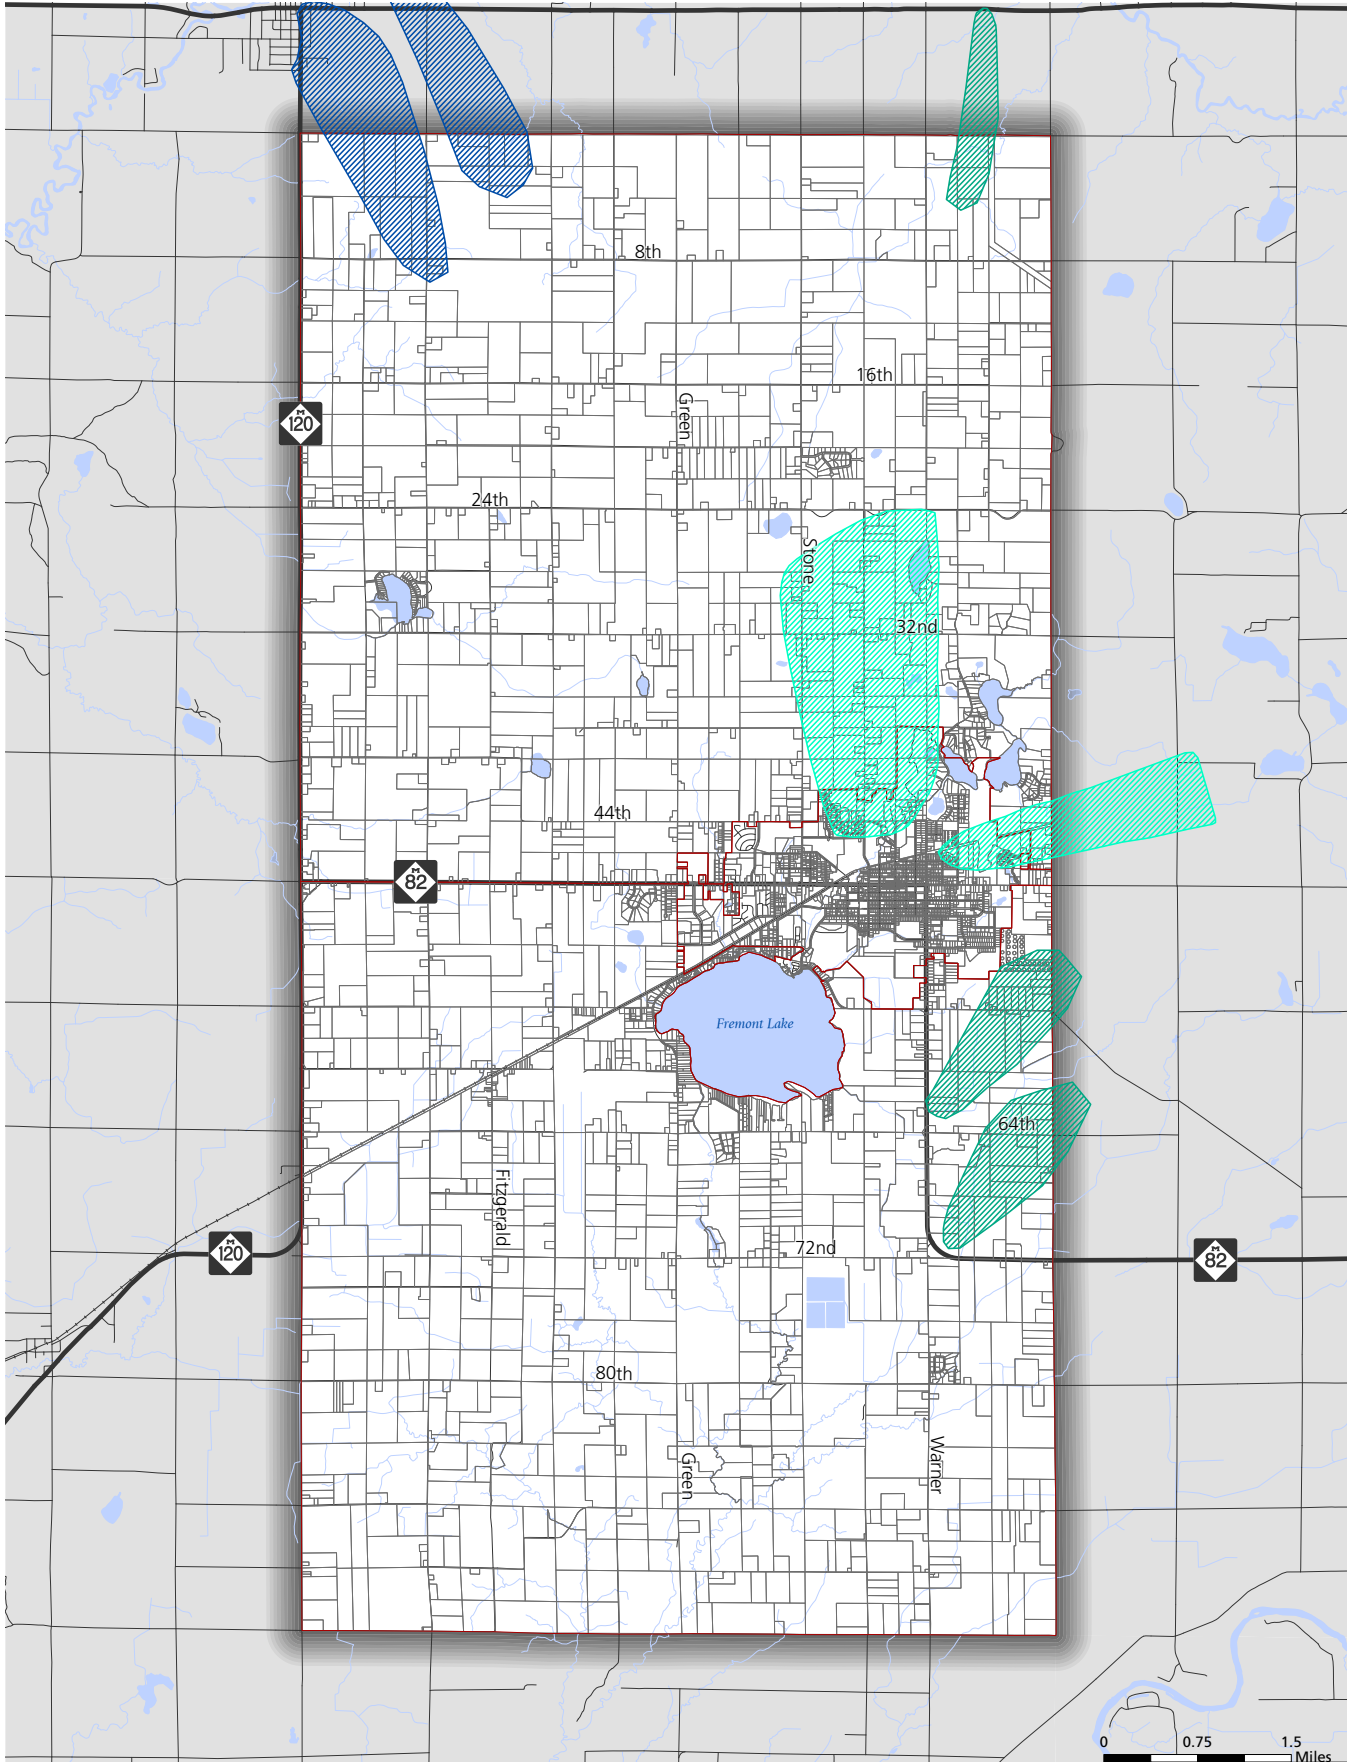 8th
16th
Green
M
120
24th
Stone
32nd
44th
M
82
Fremont Lake
64th
Fitzgerald
72nd
M
120
M
82
80th
Warner
Green
0 0.75 1.5
Miles